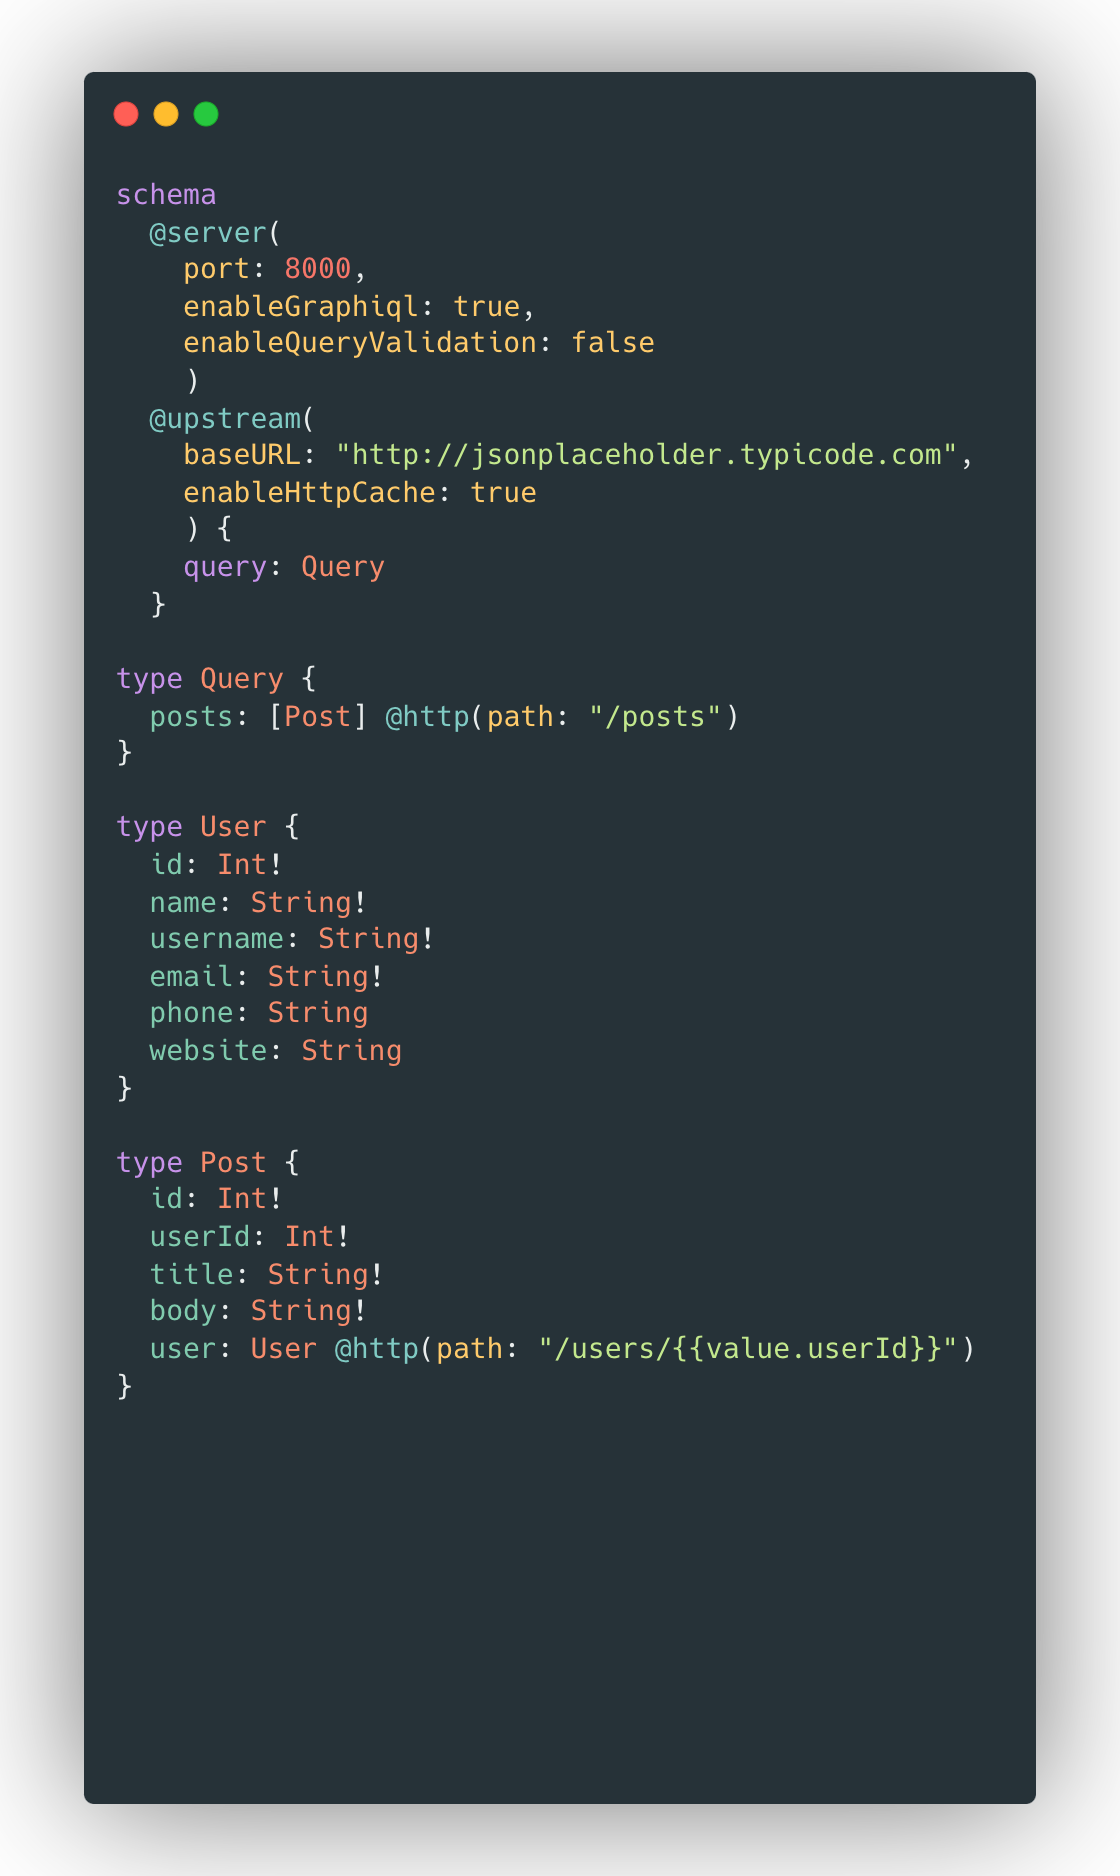 schema
  @server(
    port: 8000,
    enableGraphiql: true,
    enableQueryValidation: false
    )
  @upstream(
    baseURL: "http://jsonplaceholder.typicode.com",
    enableHttpCache: true
    ) {
    query: Query
  }

type Query {
  posts: [Post] @http(path: "/posts")
}

type User {
  id: Int!
  name: String!
  username: String!
  email: String!
  phone: String
  website: String
}

type Post {
  id: Int!
  userId: Int!
  title: String!
  body: String!
  user: User @http(path: "/users/{{value.userId}}")
}